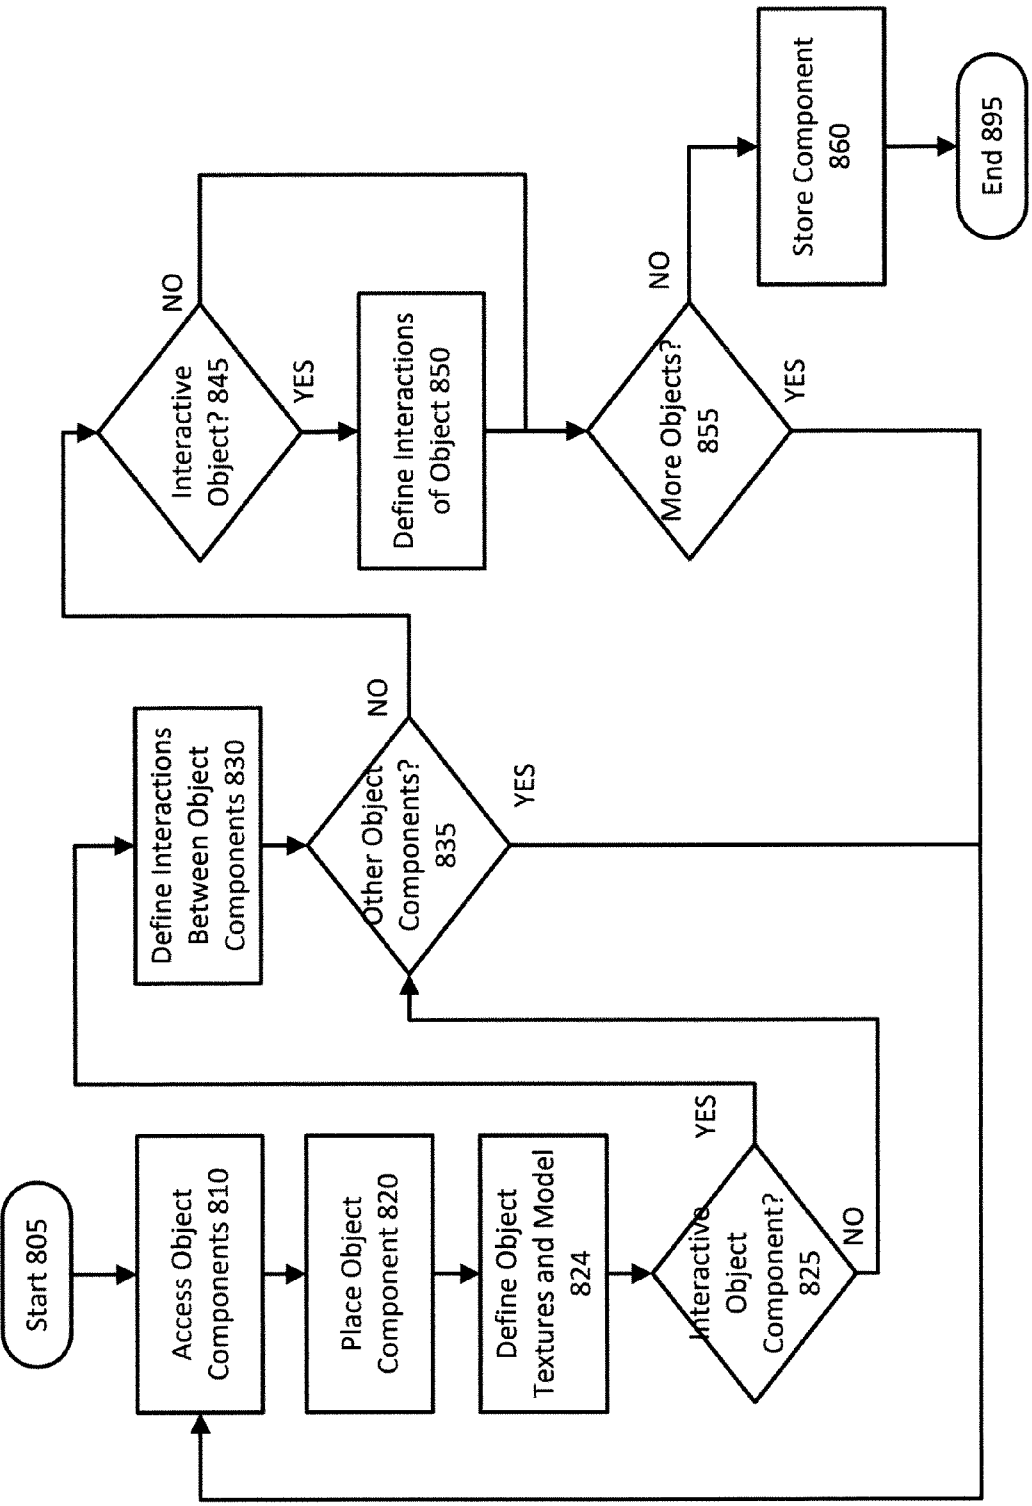 Start 805
Access Object
Components 810
Place Object
Component 820
Define Object
Textures and Model
824
Interactive
Object
Component?
825
YES
NO
Define Interactions
Between Object
Components 830
Other Object
Components?
835
NO
YES
Interactive
Object? 845
NO
YES
Define Interactions
of Object 850
More Objects?
855
NO
YES
Store Component
860
End 895